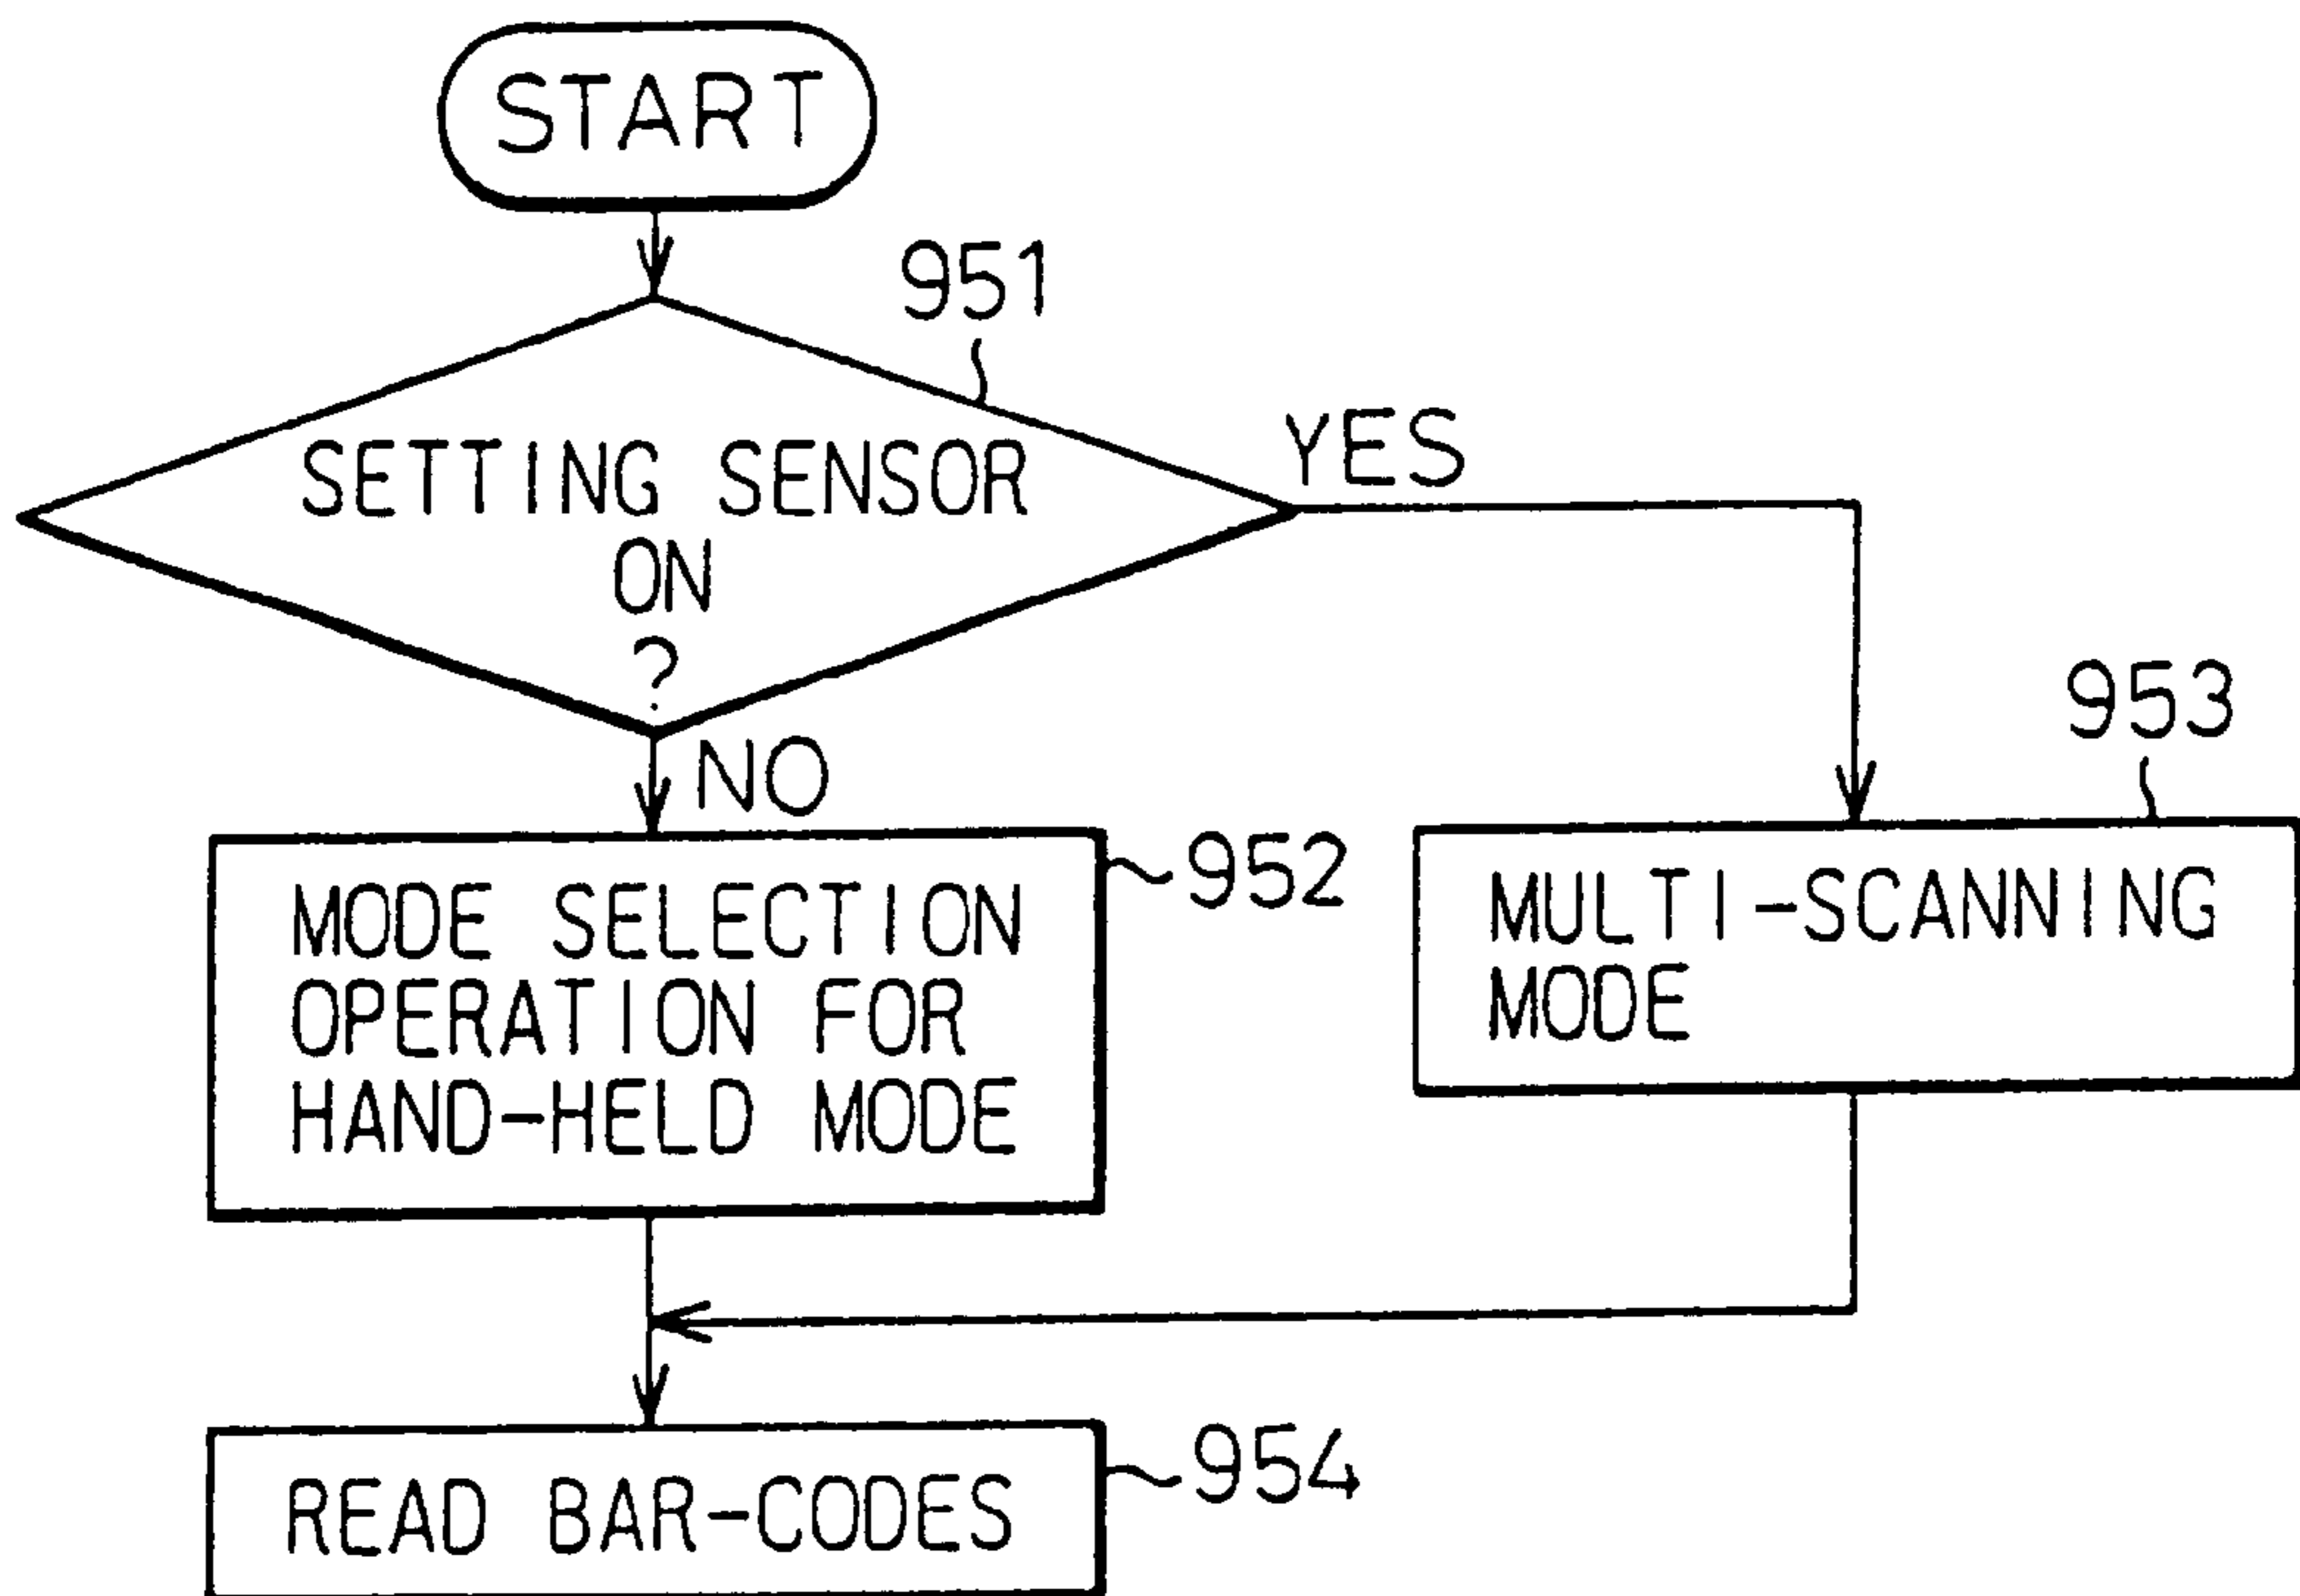 START
951
SETTING SENSOR
ON
?
YES
NO
953
952
MODE SELECTION
OPERATION FOR
HAND-HELD MODE
MULTI-SCANNING
MODE
954
READ BAR-CODES